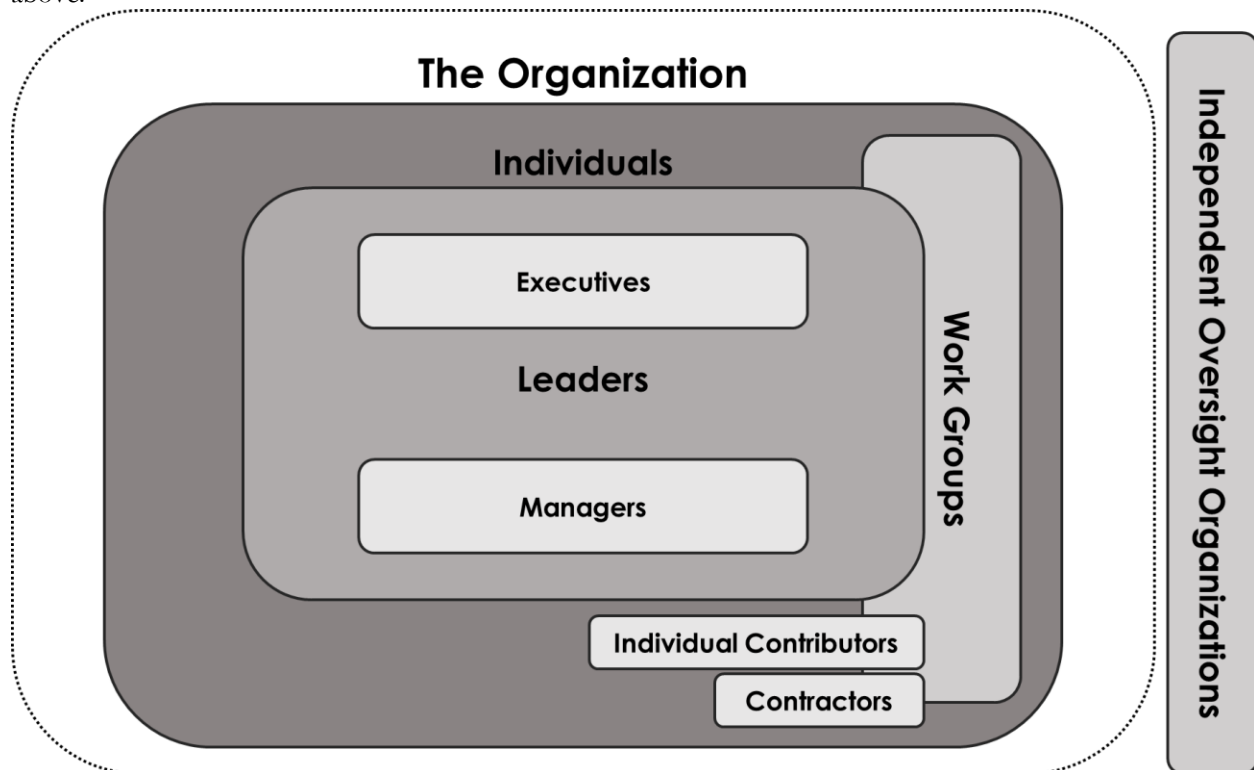 above.
The Organization
Individuals
Executives
Leaders
Managers
Work Groups
Individual Contributors
Contractors
Independent Oversight Organizations